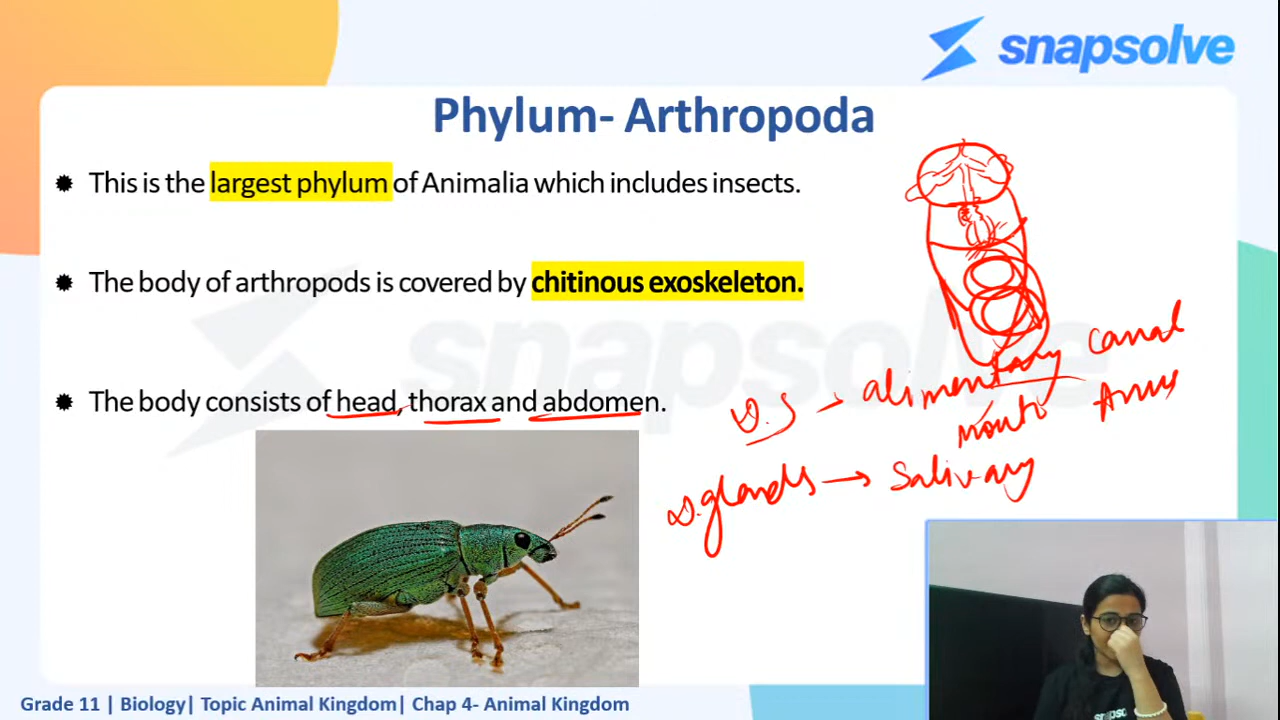 snapsolve
Phylum- Arthropoda
This is the largest phylum of Animalia which includes insects.
The body of arthropods is covered by chitinous exoskeleton.
snapsolve
The body consists of head, thorax and abdomen.
D.S → alimentary canal
mouth Anus
D.glands → Salivary
snapso
Grade 11 | Biology| Topic Animal Kingdom| Chap 4- Animal Kingdom